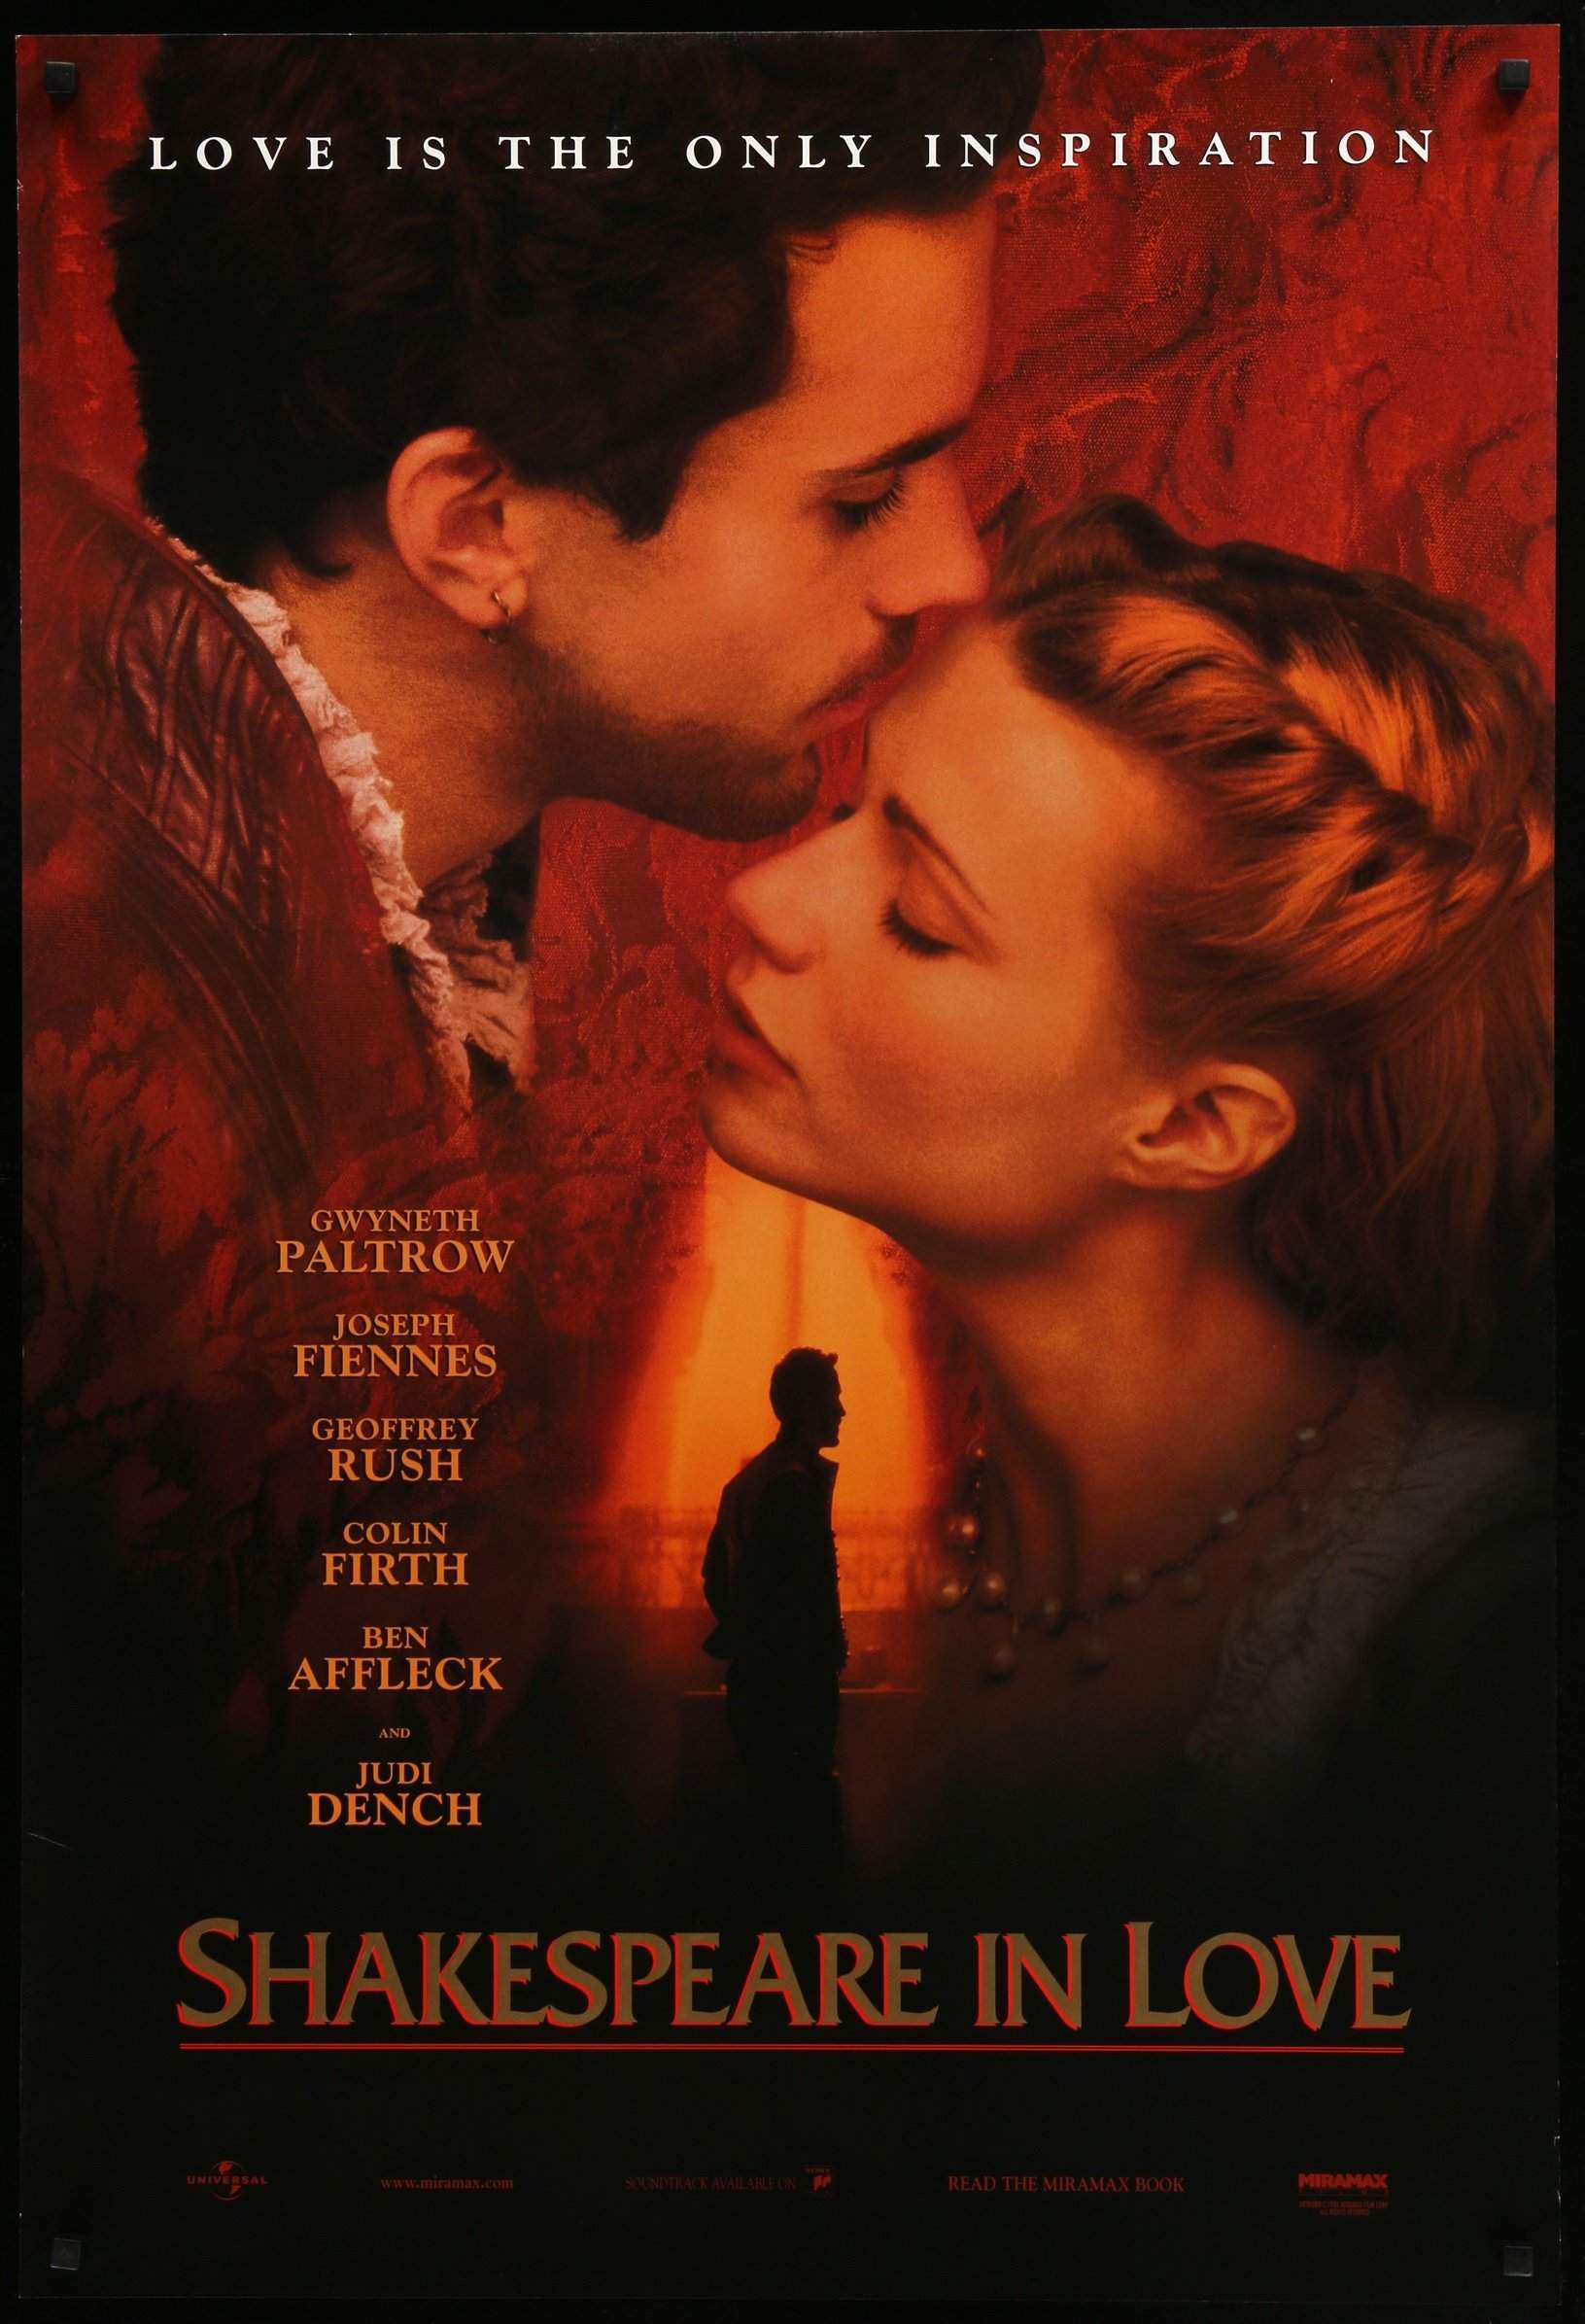 LOVE IS THE ONLY INSPIRATION
GWYNETH
PALTROW
JOSEPH
FIENNES
GEOFFREY
RUSH
COLIN
FIRTH
BEN
AFFLECK
AND
JUDI
DENCH
SHAKESPEARE IN LOVE
UNIVERSAL
www.miramax.com
SOUNDTRACK AVAILABLE ON
SONY
READ THE MIRAMAX BOOK
MIRAMAX